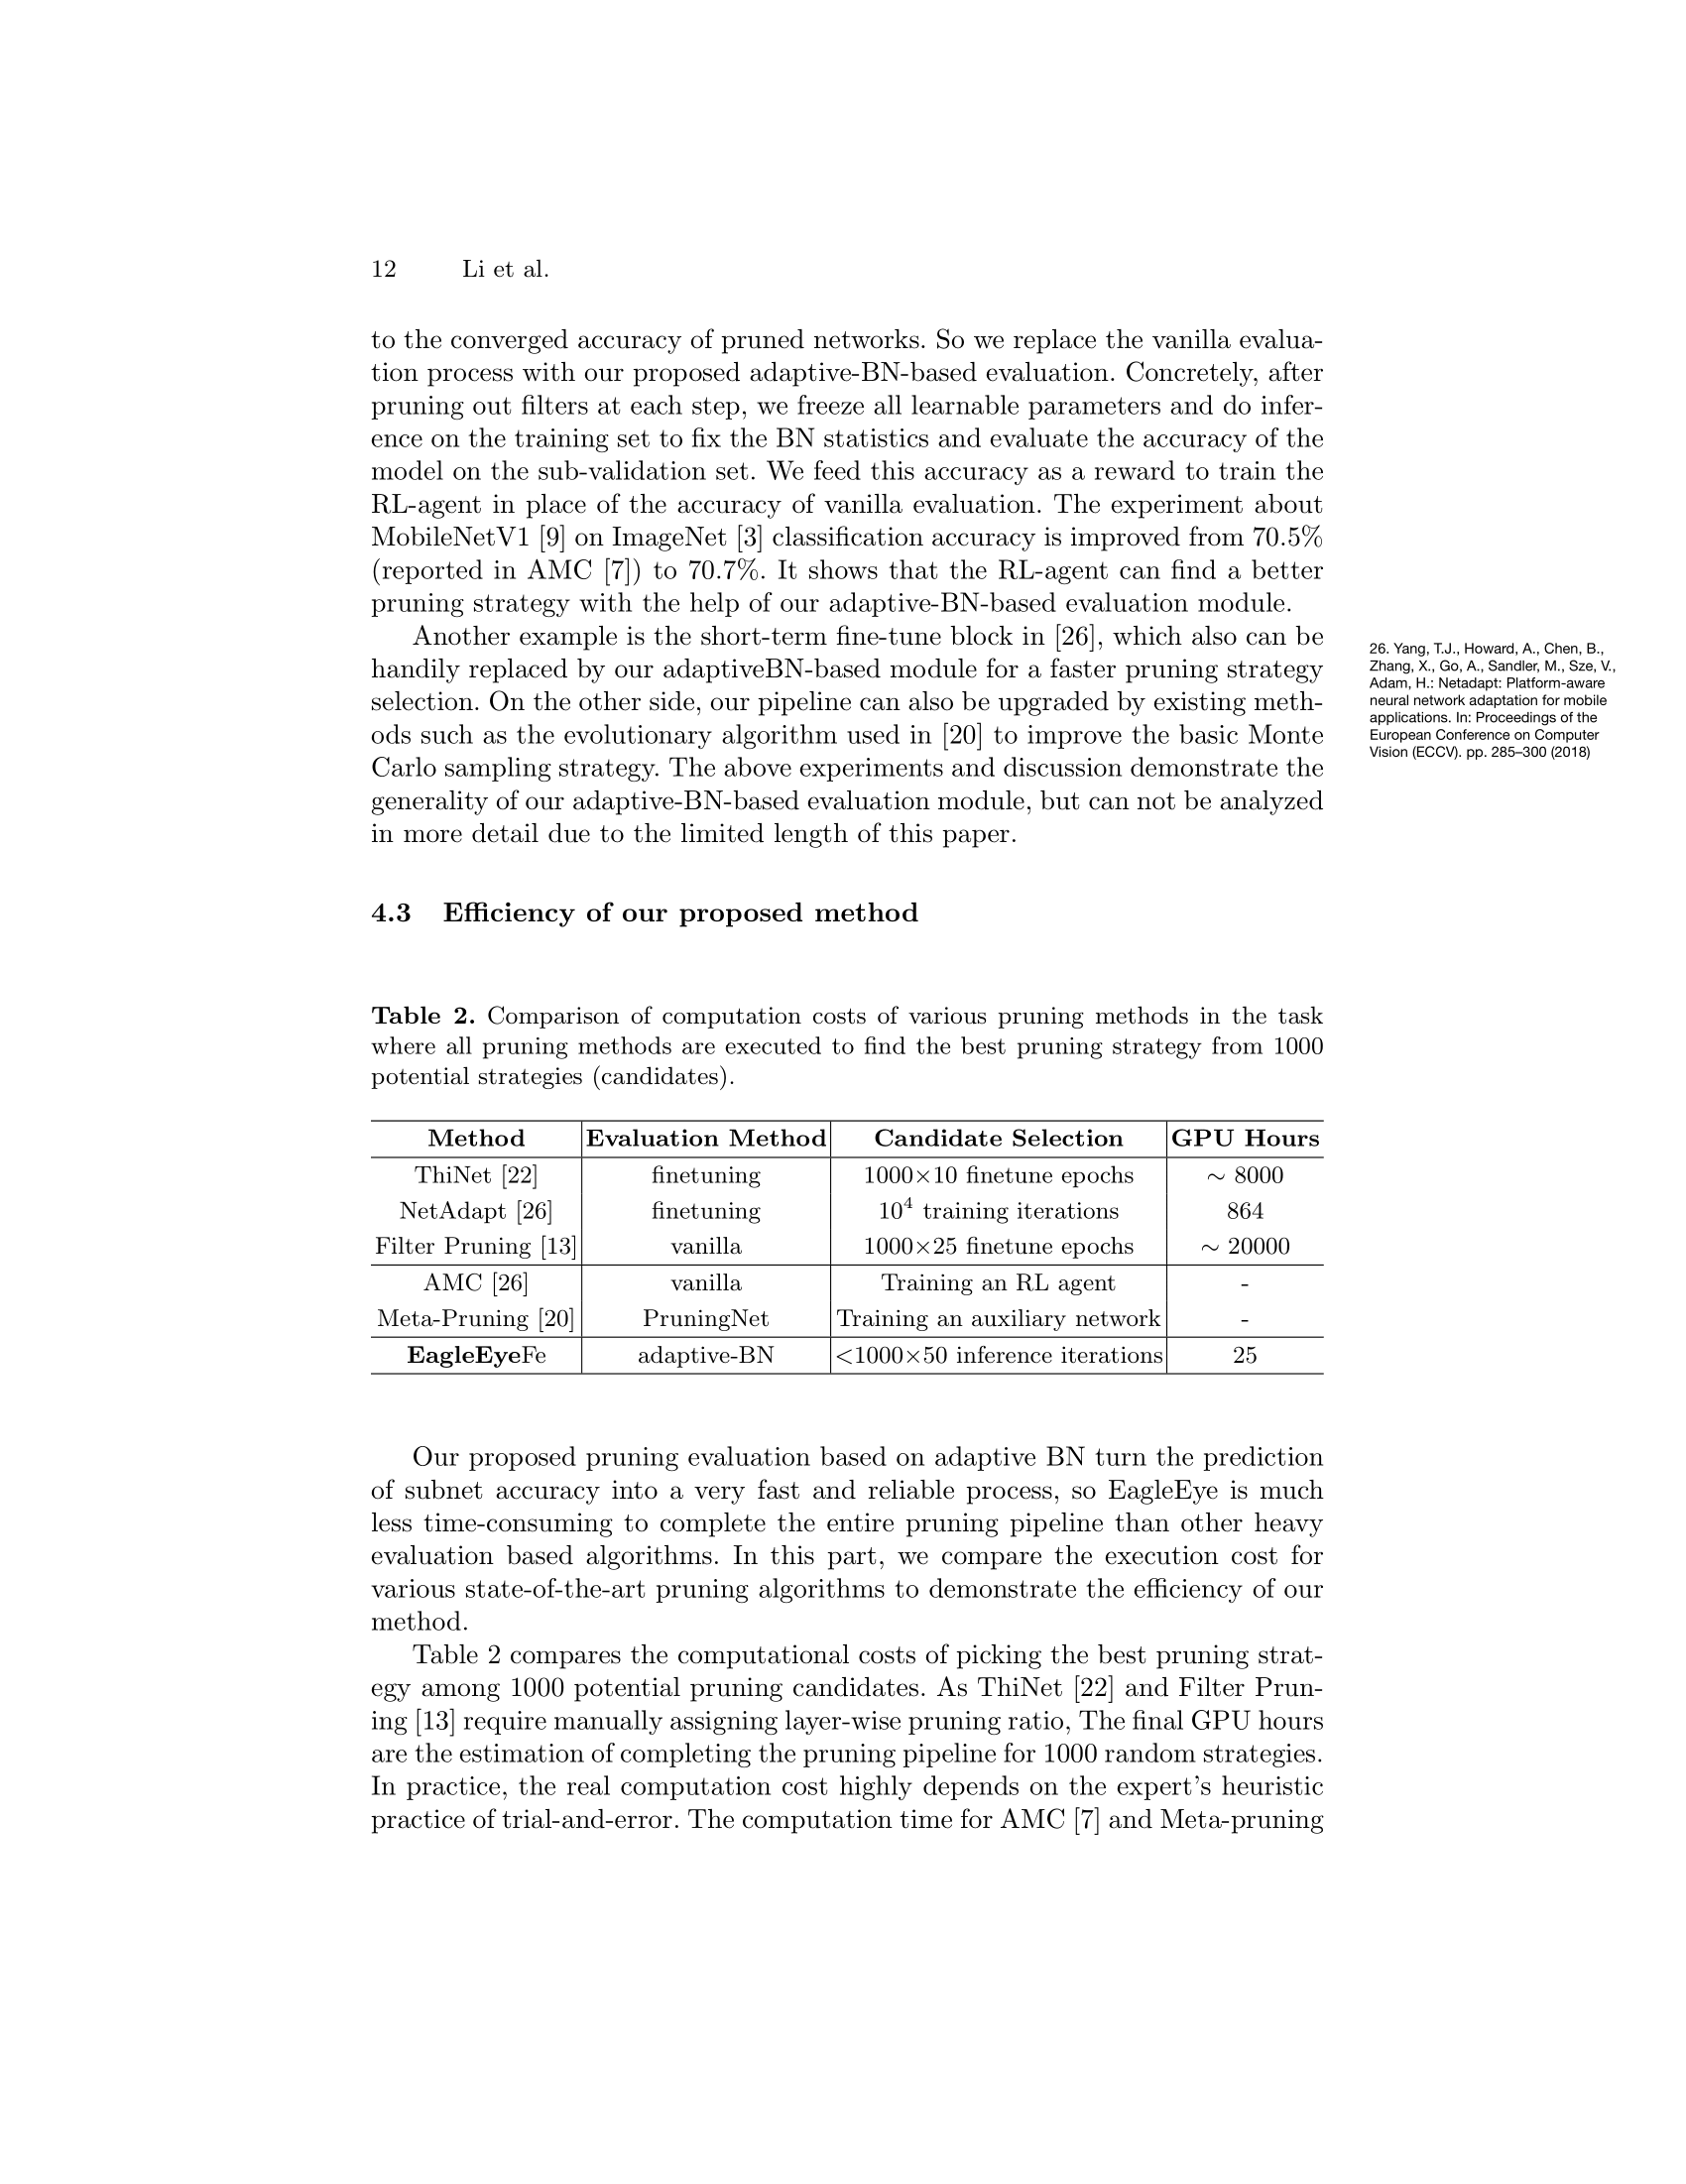 12 Li et al.
to the converged accuracy of pruned networks. So we replace the vanilla evalua-
tion process with our proposed adaptive-BN-based evaluation. Concretely, after
pruning out filters at each step, we freeze all learnable parameters and do infer-
ence on the training set to fix the BN statistics and evaluate the accuracy of the
model on the sub-validation set. We feed this accuracy as a reward to train the
RL-agent in place of the accuracy of vanilla evaluation. The experiment about
MobileNetV1 [9] on ImageNet [3] classification accuracy is improved from 70.5%
(reported in AMC [7]) to 70.7%. It shows that the RL-agent can find a better
pruning strategy with the help of our adaptive-BN-based evaluation module.
Another example is the short-term fine-tune block in [26], which also can be
handily replaced by our adaptiveBN-based module for a faster pruning strategy
selection. On the other side, our pipeline can also be upgraded by existing meth-
ods such as the evolutionary algorithm used in [20] to improve the basic Monte
Carlo sampling strategy. The above experiments and discussion demonstrate the
generality of our adaptive-BN-based evaluation module, but can not be analyzed
in more detail due to the limited length of this paper.
26. Yang, T.J., Howard, A., Chen, B.,
Zhang, X., Go, A., Sandler, M., Sze, V.,
Adam, H.: Netadapt: Platform-aware
neural network adaptation for mobile
applications. In: Proceedings of the
European Conference on Computer
Vision (ECCV). pp. 285–300 (2018)
4.3 Efficiency of our proposed method
Table 2. Comparison of computation costs of various pruning methods in the task
where all pruning methods are executed to find the best pruning strategy from 1000
potential strategies (candidates).
Method Evaluation Method Candidate Selection GPU Hours
ThiNet [22] finetuning 1000×10 finetune epochs ∼ 8000
NetAdapt [26] finetuning 10⁴ training iterations 864
Filter Pruning [13] vanilla 1000×25 finetune epochs ∼ 20000
AMC [26] vanilla Training an RL agent -
Meta-Pruning [20] PruningNet Training an auxiliary network -
EagleEyeFe adaptive-BN <1000×50 inference iterations 25
Our proposed pruning evaluation based on adaptive BN turn the prediction
of subnet accuracy into a very fast and reliable process, so EagleEye is much
less time-consuming to complete the entire pruning pipeline than other heavy
evaluation based algorithms. In this part, we compare the execution cost for
various state-of-the-art pruning algorithms to demonstrate the efficiency of our
method.
Table 2 compares the computational costs of picking the best pruning strat-
egy among 1000 potential pruning candidates. As ThiNet [22] and Filter Prun-
ing [13] require manually assigning layer-wise pruning ratio, The final GPU hours
are the estimation of completing the pruning pipeline for 1000 random strategies.
In practice, the real computation cost highly depends on the expert's heuristic
practice of trial-and-error. The computation time for AMC [7] and Meta-pruning